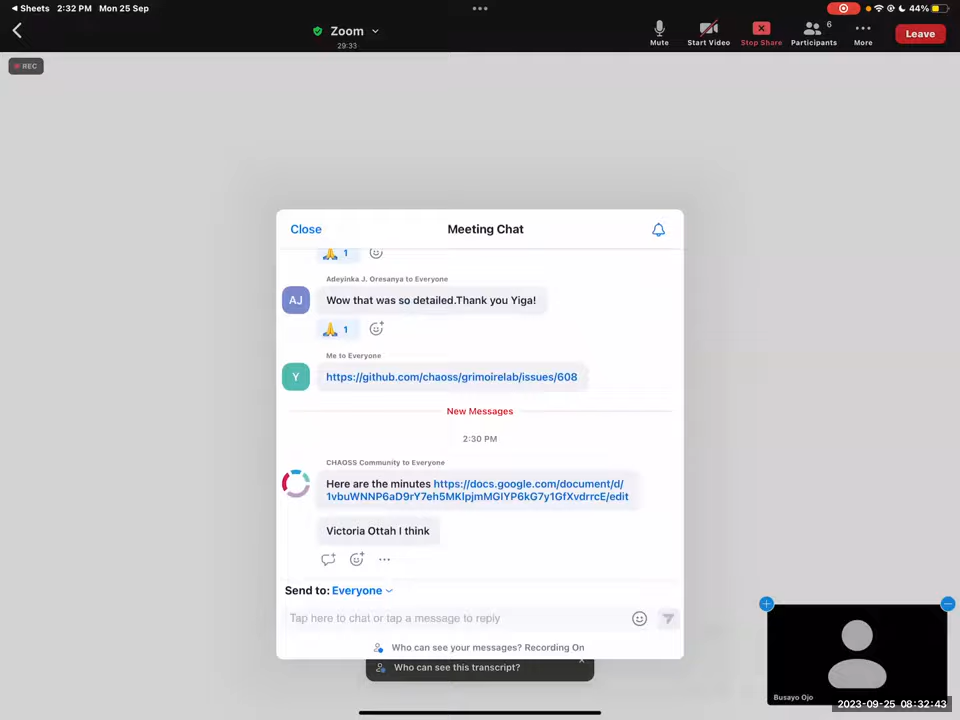 Sheets 2:32 PM Mon 25 Sep
44%
Zoom
29:33
Mute
Start Video
Stop Share
Participants
6
More
Leave
REC
Close
Meeting Chat
1
Adeyinka J. Oresanya to Everyone
AJ
Wow that was so detailed.Thank you Yiga!
1
Me to Everyone
Y
https://github.com/chaoss/grimoirelab/issues/608
New Messages
2:30 PM
CHAOSS Community to Everyone
Here are the minutes https://docs.google.com/document/d/
1vbuWNNP6aD9rY7eh5MKlpjmMGlYP6kG7y1GfXvdrrcE/edit
Victoria Ottah I think
Send to: Everyone
Tap here to chat or tap a message to reply
Who can see your messages? Recording On
Who can see this transcript?
Busayo Ojo
2023-09-25 08:32:43